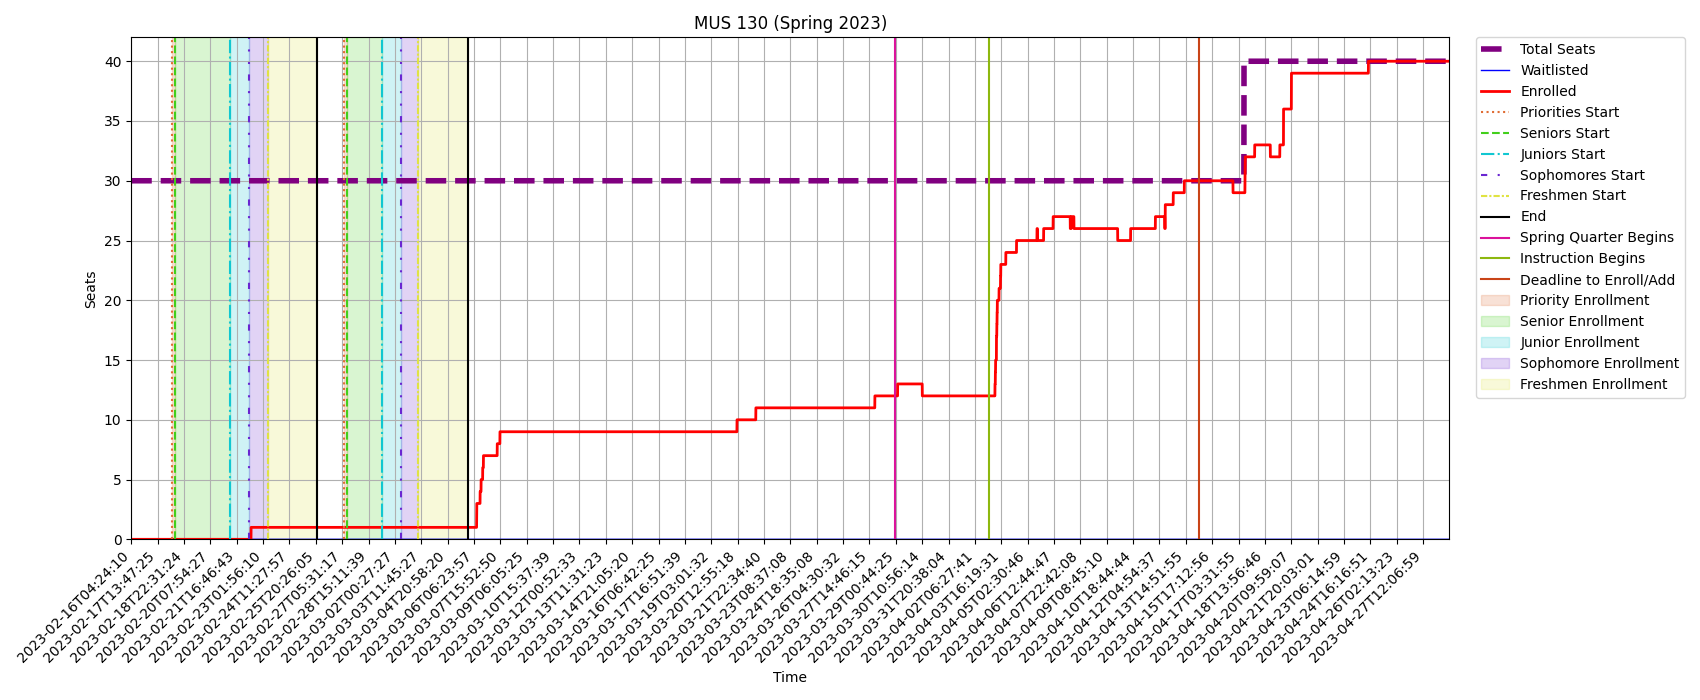 MUS 130 (Spring 2023)
Seats
40
35
30
25
20
15
10
5
0
2023-02-16T04:24:10
2023-02-17T13:47:25
2023-02-18T22:31:24
2023-02-20T07:54:27
2023-02-21T16:46:43
2023-02-23T01:56:10
2023-02-24T11:27:57
2023-02-25T20:26:05
2023-02-27T05:31:17
2023-02-28T15:11:39
2023-03-02T00:27:27
2023-03-03T11:45:27
2023-03-04T20:58:20
2023-03-06T06:23:57
2023-03-07T15:52:50
2023-03-09T06:05:25
2023-03-10T15:37:39
2023-03-12T00:52:33
2023-03-13T11:31:23
2023-03-14T21:05:20
2023-03-16T06:42:25
2023-03-17T16:51:39
2023-03-19T03:01:32
2023-03-20T12:55:18
2023-03-21T22:34:40
2023-03-23T08:37:08
2023-03-24T18:35:08
2023-03-26T04:30:32
2023-03-27T14:46:15
2023-03-29T00:44:25
2023-03-30T10:56:14
2023-03-31T20:38:04
2023-04-02T06:27:41
2023-04-03T16:19:31
2023-04-05T02:30:46
2023-04-06T12:44:47
2023-04-07T22:42:08
2023-04-09T08:45:10
2023-04-10T18:44:44
2023-04-12T04:54:37
2023-04-13T14:51:55
2023-04-15T17:12:56
2023-04-17T03:31:55
2023-04-18T13:56:46
2023-04-20T09:59:07
2023-04-21T20:03:01
2023-04-23T06:14:59
2023-04-24T16:16:51
2023-04-26T02:13:23
2023-04-27T12:06:59
Time
Total Seats
Waitlisted
Enrolled
Priorities Start
Seniors Start
Juniors Start
Sophomores Start
Freshmen Start
End
Spring Quarter Begins
Instruction Begins
Deadline to Enroll/Add
Priority Enrollment
Senior Enrollment
Junior Enrollment
Sophomore Enrollment
Freshmen Enrollment